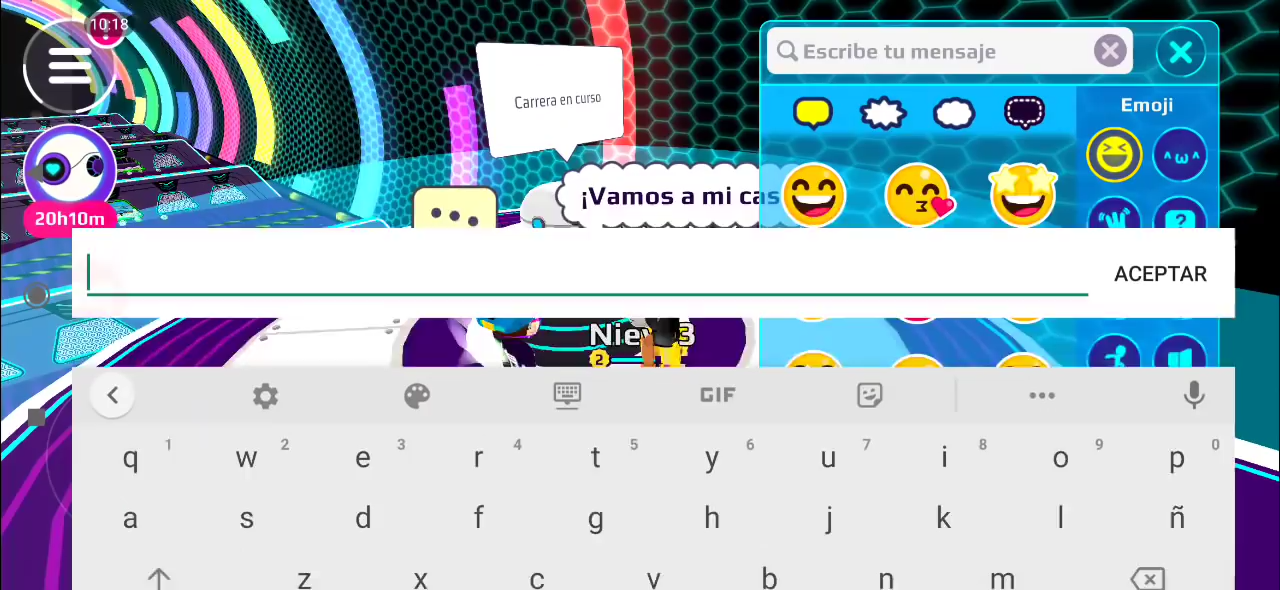 10:18
Escribe tu mensaje
Emoji
Carrera en curso
¡Vamos a mi cas
20h10m
ACEPTAR
2
GIF
q 1 w 2 e 3 r 4 t 5 y 6 u 7 i 8 o 9 p 0
a s d f g h j k l ñ
z x c v b n m